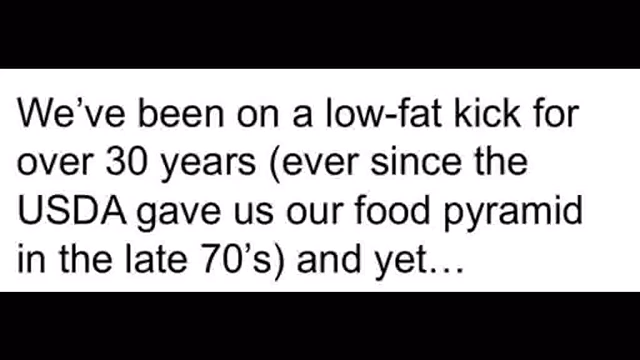 We’ve been on a low-fat kick for
over 30 years (ever since the
USDA gave us our food pyramid
in the late 70’s) and yet…